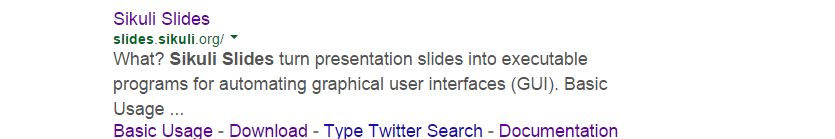 Sikuli Slides
slides.sikuli.org/
What? Sikuli Slides turn presentation slides into executable
programs for automating graphical user interfaces (GUI). Basic
Usage ...
Basic Usage - Download - Type Twitter Search - Documentation